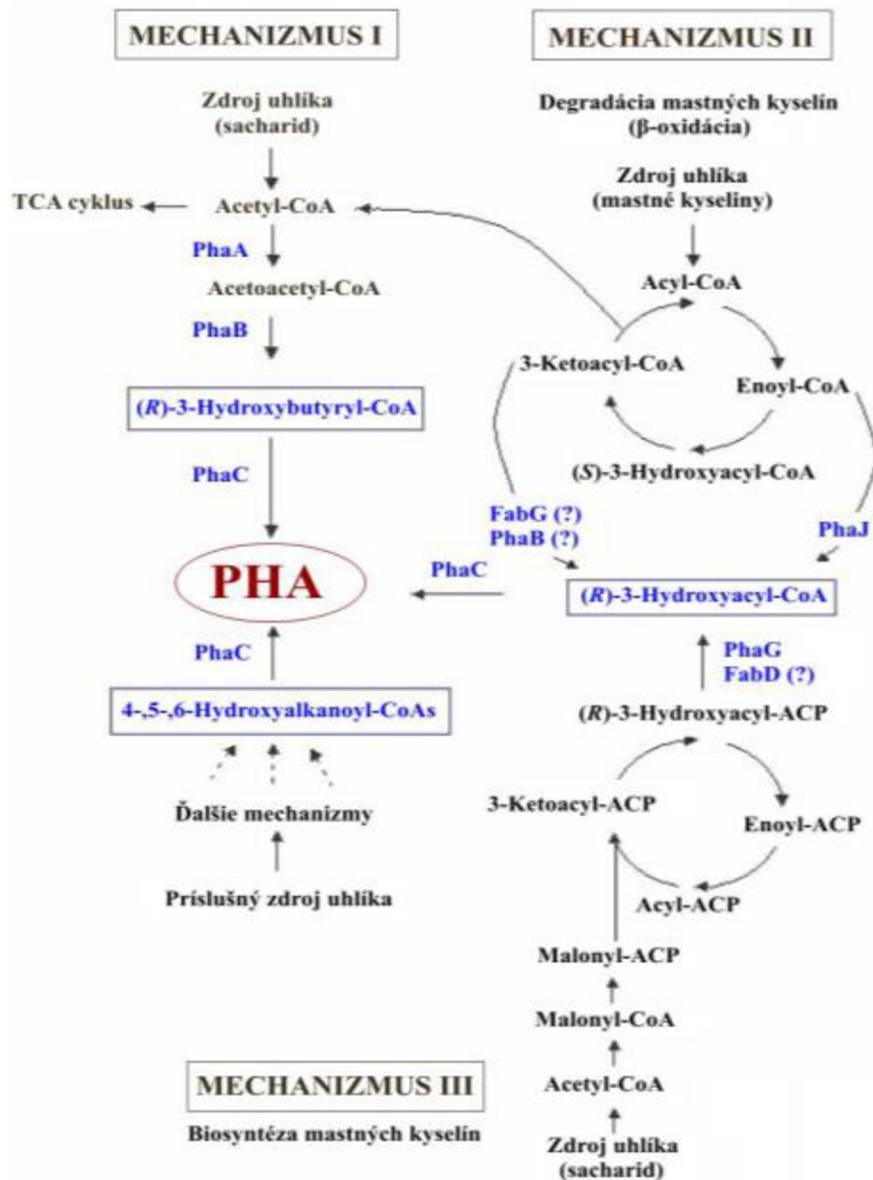 MECHANIZMUS I
Zdroj uhlíka
(sacharid)
TCA cyklus
Acetyl-CoA
PhaA
Acetoacetyl-CoA
PhaB
(R)-3-Hydroxybutyryl-CoA
PhaC
PHA
PhaC
4-,5-,6-Hydroxyalkanoyl-CoAs
Ďalšie mechanizmy
Príslušný zdroj uhlíka
MECHANIZMUS II
Degradácia mastných kyselín
(β-oxidácia)
Zdroj uhlíka
(mastné kyseliny)
Acyl-CoA
3-Ketoacyl-CoA
Enoyl-CoA
(S)-3-Hydroxyacyl-CoA
FabG (?)
PhaB (?)
PhaJ
PhaC
(R)-3-Hydroxyacyl-CoA
PhaG
FabD (?)
(R)-3-Hydroxyacyl-ACP
3-Ketoacyl-ACP
Enoyl-ACP
Acyl-ACP
Malonyl-ACP
Malonyl-CoA
Acetyl-CoA
Zdroj uhlíka
(sacharid)
MECHANIZMUS III
Biosyntéza mastných kyselín